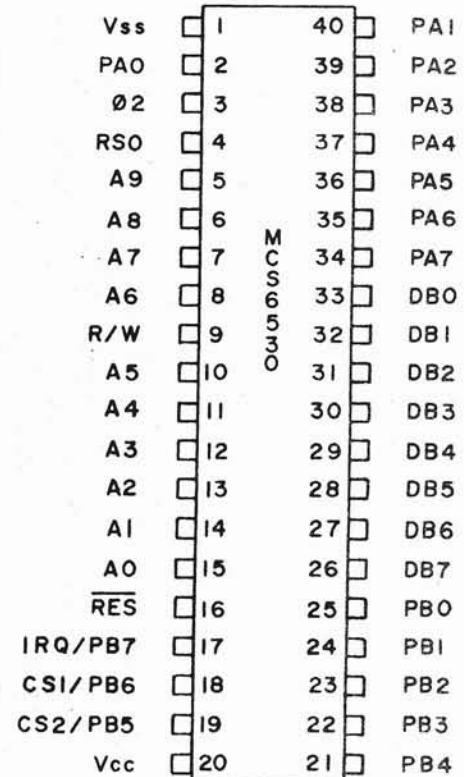 Vss 1 40 PA1
PA0 2 39 PA2
Ø2 3 38 PA3
RS0 4 37 PA4
A9 5 36 PA5
A8 6 35 PA6
A7 7 34 PA7
A6 8 33 DB0
R/W 9 32 DB1
A5 10 31 DB2
A4 11 30 DB3
A3 12 29 DB4
A2 13 28 DB5
A1 14 27 DB6
A0 15 26 DB7
RES 16 25 PB0
IRQ/PB7 17 24 PB1
CS1/PB6 18 23 PB2
CS2/PB5 19 22 PB3
Vcc 20 21 PB4
MCS6530